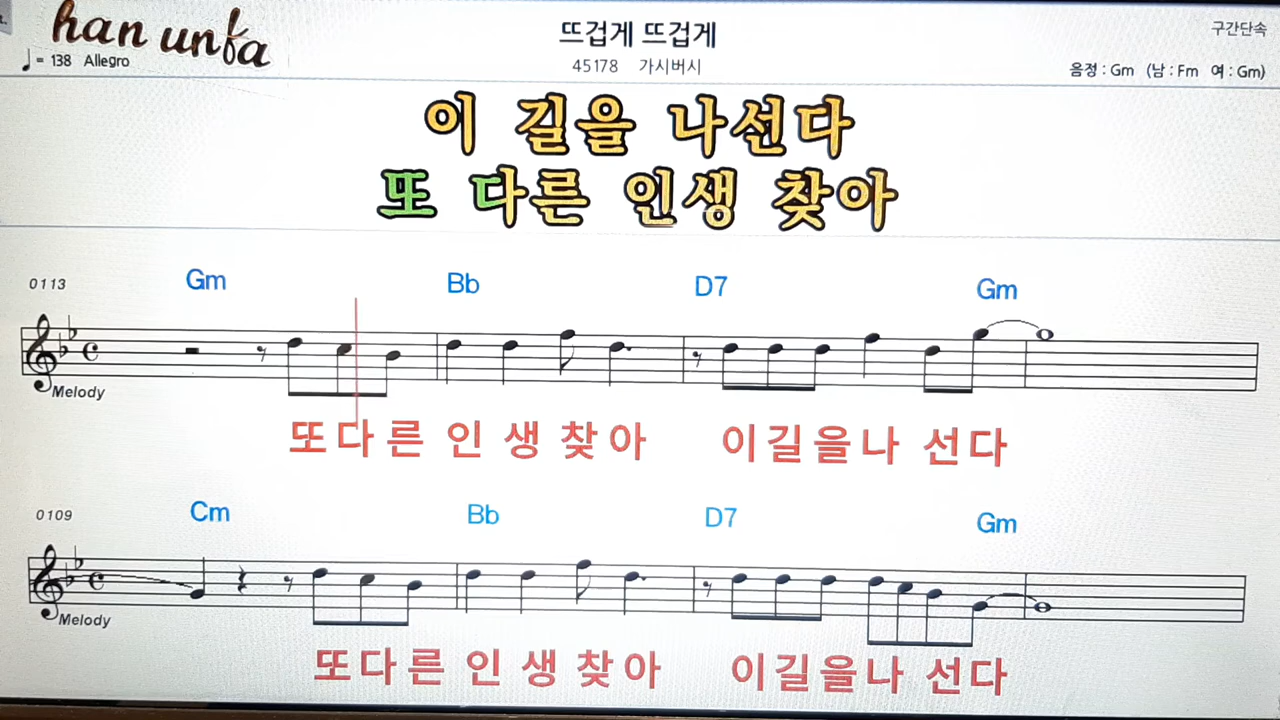 han unfa
뜨겁게 뜨겁게
구간단속
♩ = 138 Allegro
45178 가시버시
음정 : Gm (남 : Fm 여 : Gm)
이 길을 나선다
또 다른 인생 찾아
0113
Gm Bb D7 Gm
Melody
또다른 인생찾아 이길을나 선다
0109
Cm Bb D7 Gm
Melody
또다른 인생찾아 이길을나 선다